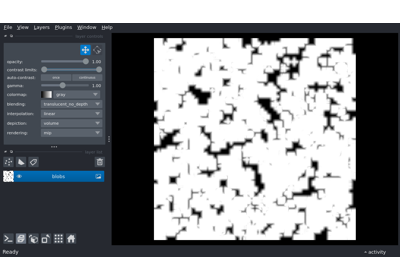 File View Layers Plugins Window Help
opacity: 1.00
contrast limits:
auto-contrast: once continuous
gamma: 1.00
colormap: gray
blending: translucent_no_depth
interpolation: linear
depiction: volume
rendering: mip
blobs
Ready
activity